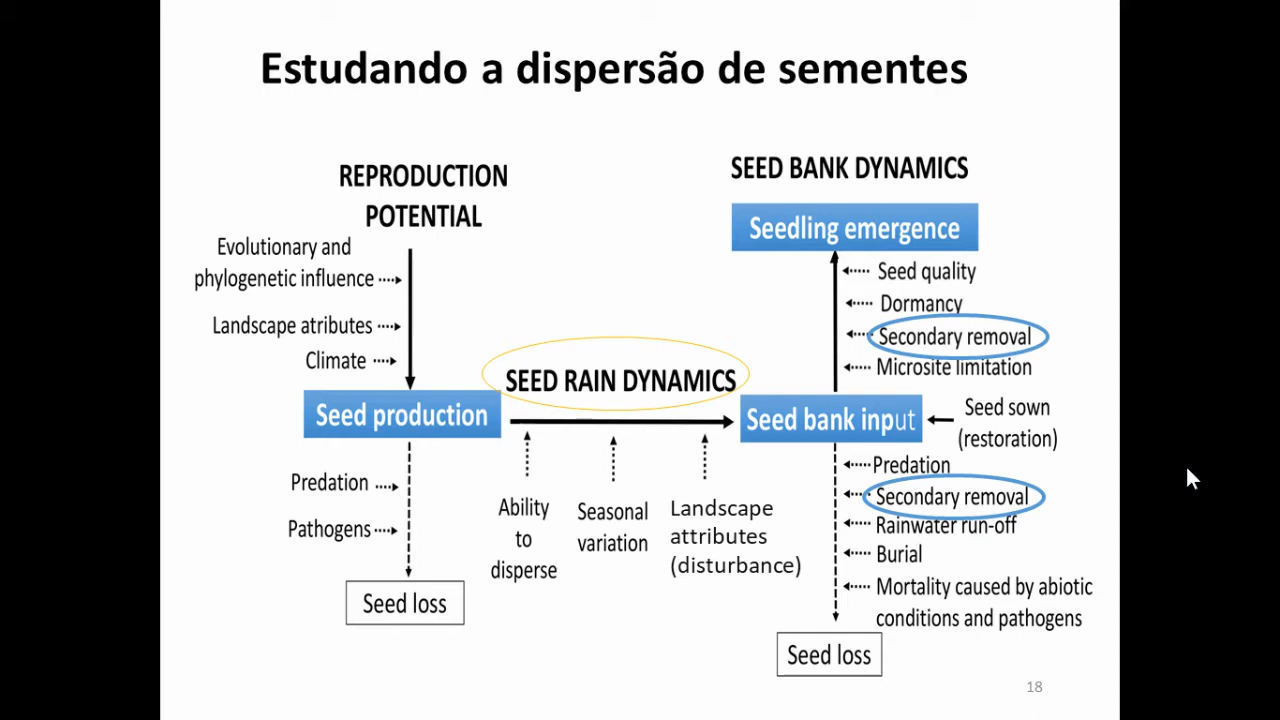 Estudando a dispersão de sementes
REPRODUCTION
POTENTIAL
Evolutionary and
phylogenetic influence
Landscape atributes
Climate
Seed production
Predation
Pathogens
Seed loss
SEED RAIN DYNAMICS
Ability
to
disperse
Seasonal
variation
Landscape
attributes
(disturbance)
SEED BANK DYNAMICS
Seedling emergence
Seed quality
Dormancy
Secondary removal
Microsite limitation
Seed bank input
Seed sown
(restoration)
Predation
Secondary removal
Rainwater run-off
Burial
Mortality caused by abiotic
conditions and pathogens
Seed loss
18